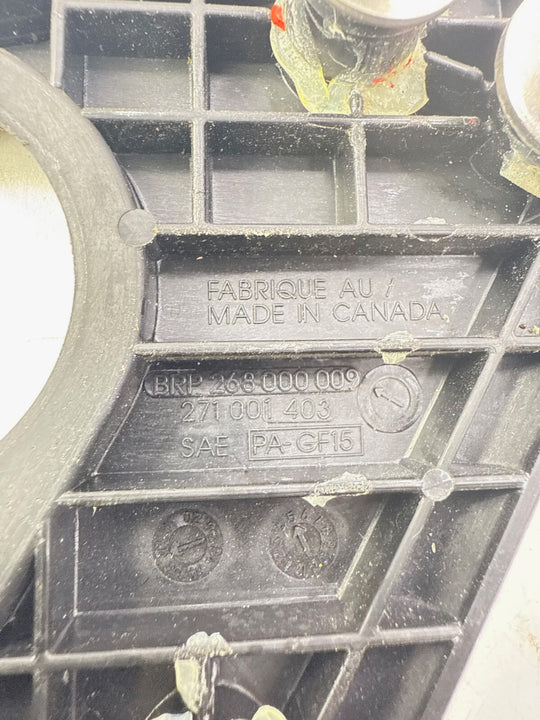 FABRIQUE AU /
MADE IN CANADA
BRP 268 000 009
271 001 403
SAE PA-GF15